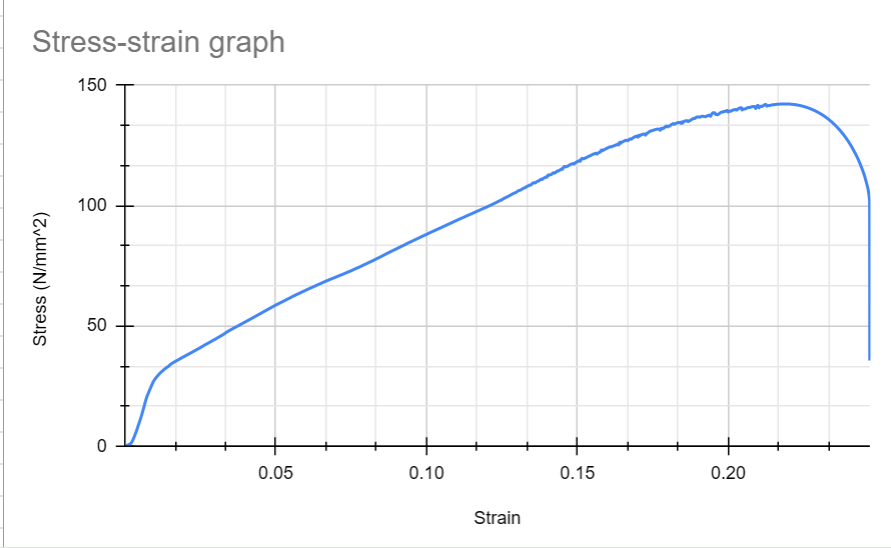 Stress-strain graph
150
100
50
0
Stress (N/mm^2)
0.05 0.10 0.15 0.20
Strain